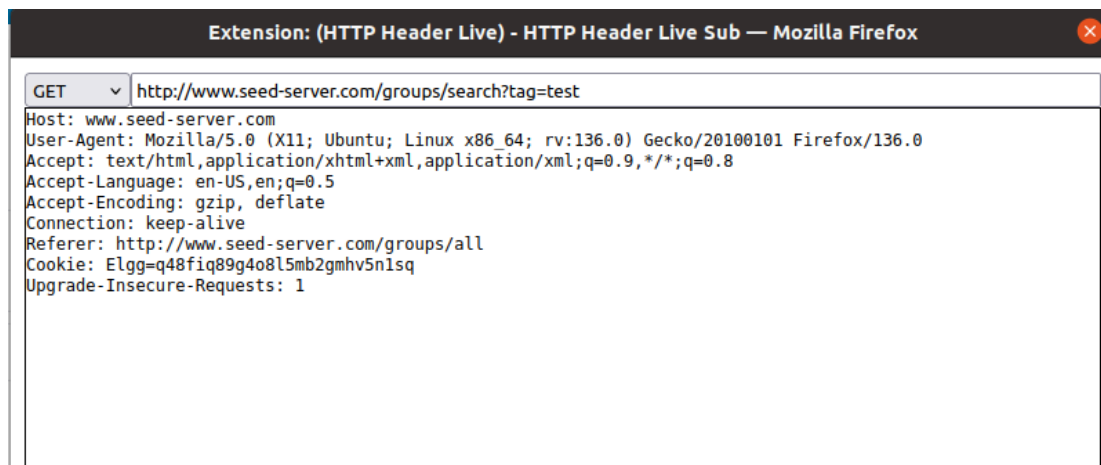 Extension: (HTTP Header Live) - HTTP Header Live Sub — Mozilla Firefox
GET http://www.seed-server.com/groups/search?tag=test
Host: www.seed-server.com
User-Agent: Mozilla/5.0 (X11; Ubuntu; Linux x86_64; rv:136.0) Gecko/20100101 Firefox/136.0
Accept: text/html,application/xhtml+xml,application/xml;q=0.9,*/*;q=0.8
Accept-Language: en-US,en;q=0.5
Accept-Encoding: gzip, deflate
Connection: keep-alive
Referer: http://www.seed-server.com/groups/all
Cookie: Elgg=q48fiq89g4o8l5mb2gmhv5n1sq
Upgrade-Insecure-Requests: 1